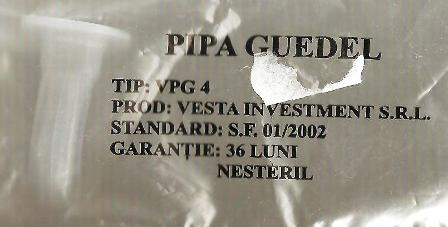 PIPA GUEDEL
TIP: VPG 4
PROD: VESTA INVESTMENT S.R.L.
STANDARD: S.F. 01/2002
GARANȚIE: 36 LUNI
NESTERIL